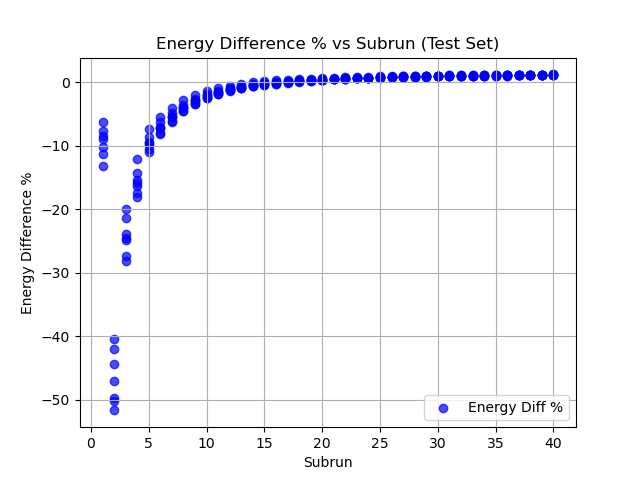 Energy Difference % vs Subrun (Test Set)
Energy Difference %
0
−10
−20
−30
−40
−50
Energy Diff %
0 5 10 15 20 25 30 35 40
Subrun